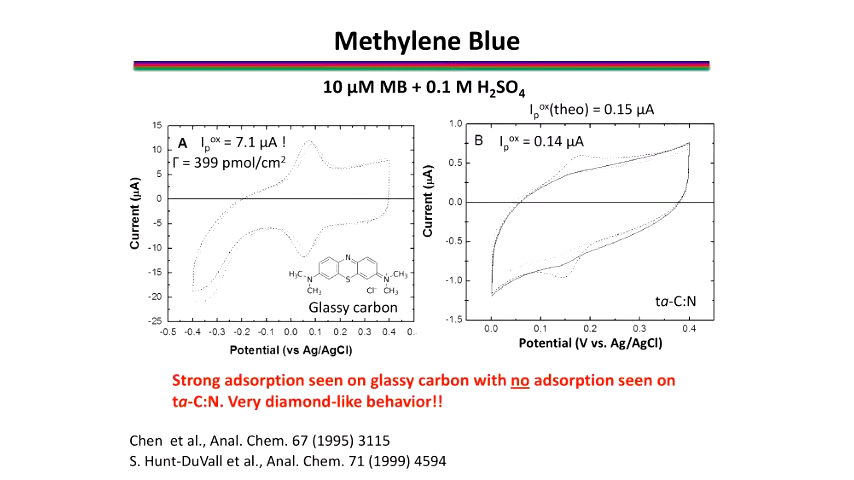 Methylene Blue
10 µM MB + 0.1 M H₂SO₄
Iₚᵒˣ(theo) = 0.15 µA
A Iₚᵒˣ = 7.1 µA !
Γ = 399 pmol/cm²
B Iₚᵒˣ = 0.14 µA
Current (µA)
15
10
5
0
-5
-10
-15
-20
-25
-0.5 -0.4 -0.3 -0.2 -0.1 0.0 0.1 0.2 0.3 0.4 0.
Potential (vs Ag/AgCl)
H₃C N CH₃ N S N⁺ CH₃ CH₃ Cl⁻
Glassy carbon
Current (µA)
1.0
0.5
0.0
-0.5
-1.0
-1.5
0.0 0.1 0.2 0.3 0.4
Potential (V vs. Ag/AgCl)
ta-C:N
Strong adsorption seen on glassy carbon with no adsorption seen on
ta-C:N. Very diamond-like behavior!!
Chen et al., Anal. Chem. 67 (1995) 3115
S. Hunt-DuVall et al., Anal. Chem. 71 (1999) 4594